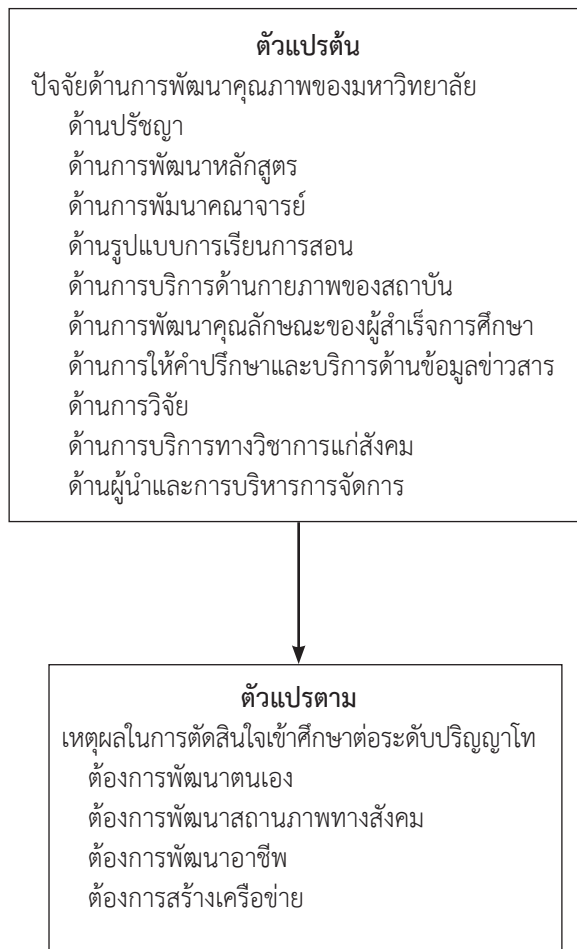 ตัวแปรต้น
ปัจจัยด้านการพัฒนาคุณภาพของมหาวิทยาลัย
ด้านปรัชญา
ด้านการพัฒนาหลักสูตร
ด้านการพัมนาคณาจารย์
ด้านรูปแบบการเรียนการสอน
ด้านการบริการด้านกายภาพของสถาบัน
ด้านการพัฒนาคุณลักษณะของผู้สำเร็จการศึกษา
ด้านการให้คำปรึกษาและบริการด้านข้อมูลข่าวสาร
ด้านการวิจัย
ด้านการบริการทางวิชาการแก่สังคม
ด้านผู้นำและการบริหารการจัดการ
ตัวแปรตาม
เหตุผลในการตัดสินใจเข้าศึกษาต่อระดับปริญญาโท
ต้องการพัฒนาตนเอง
ต้องการพัฒนาสถานภาพทางสังคม
ต้องการพัฒนาอาชีพ
ต้องการสร้างเครือข่าย